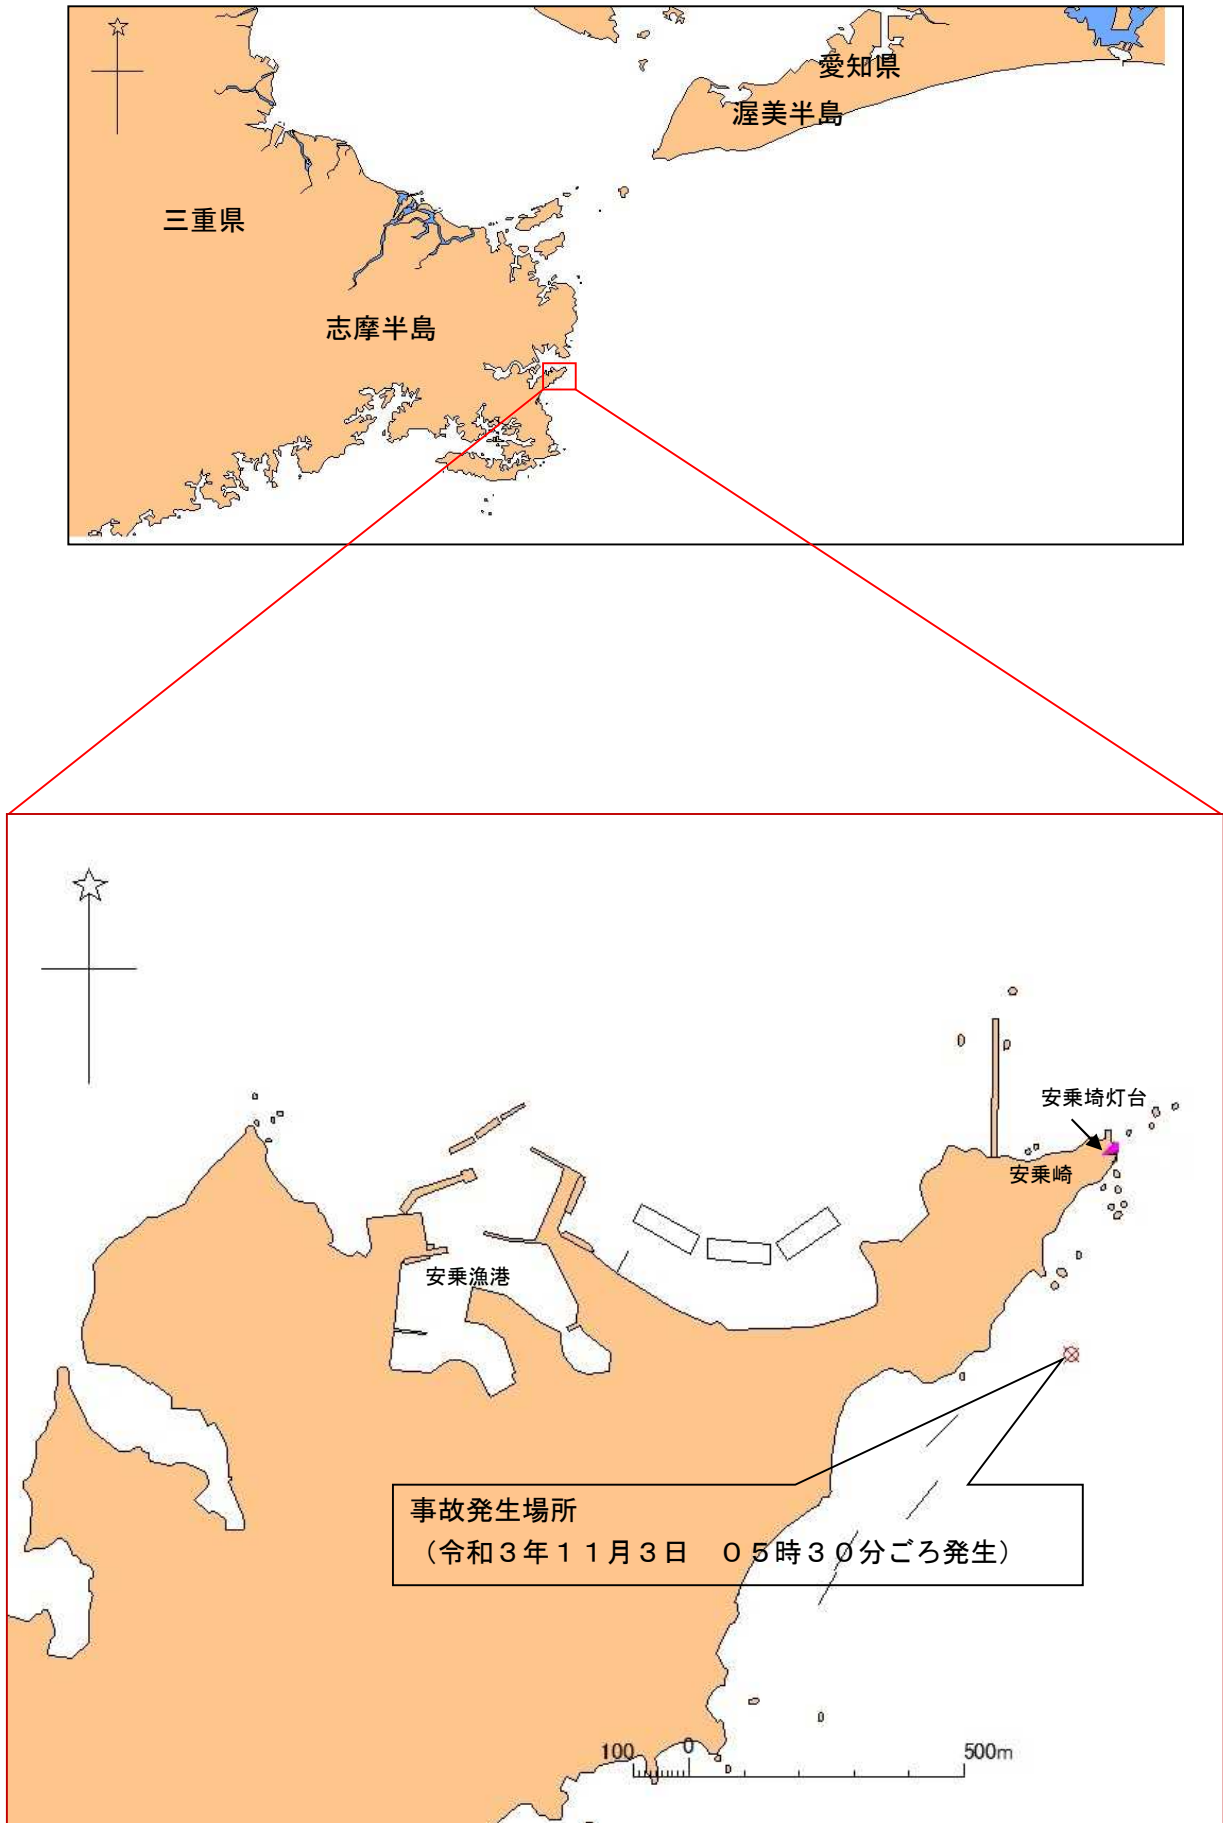 愛知県
渥美半島
三重県
志摩半島
安乗埼灯台
安乗崎
安乗漁港
事故発生場所
（令和３年１１月３日　０５時３０分ごろ発生）
100 0 500m